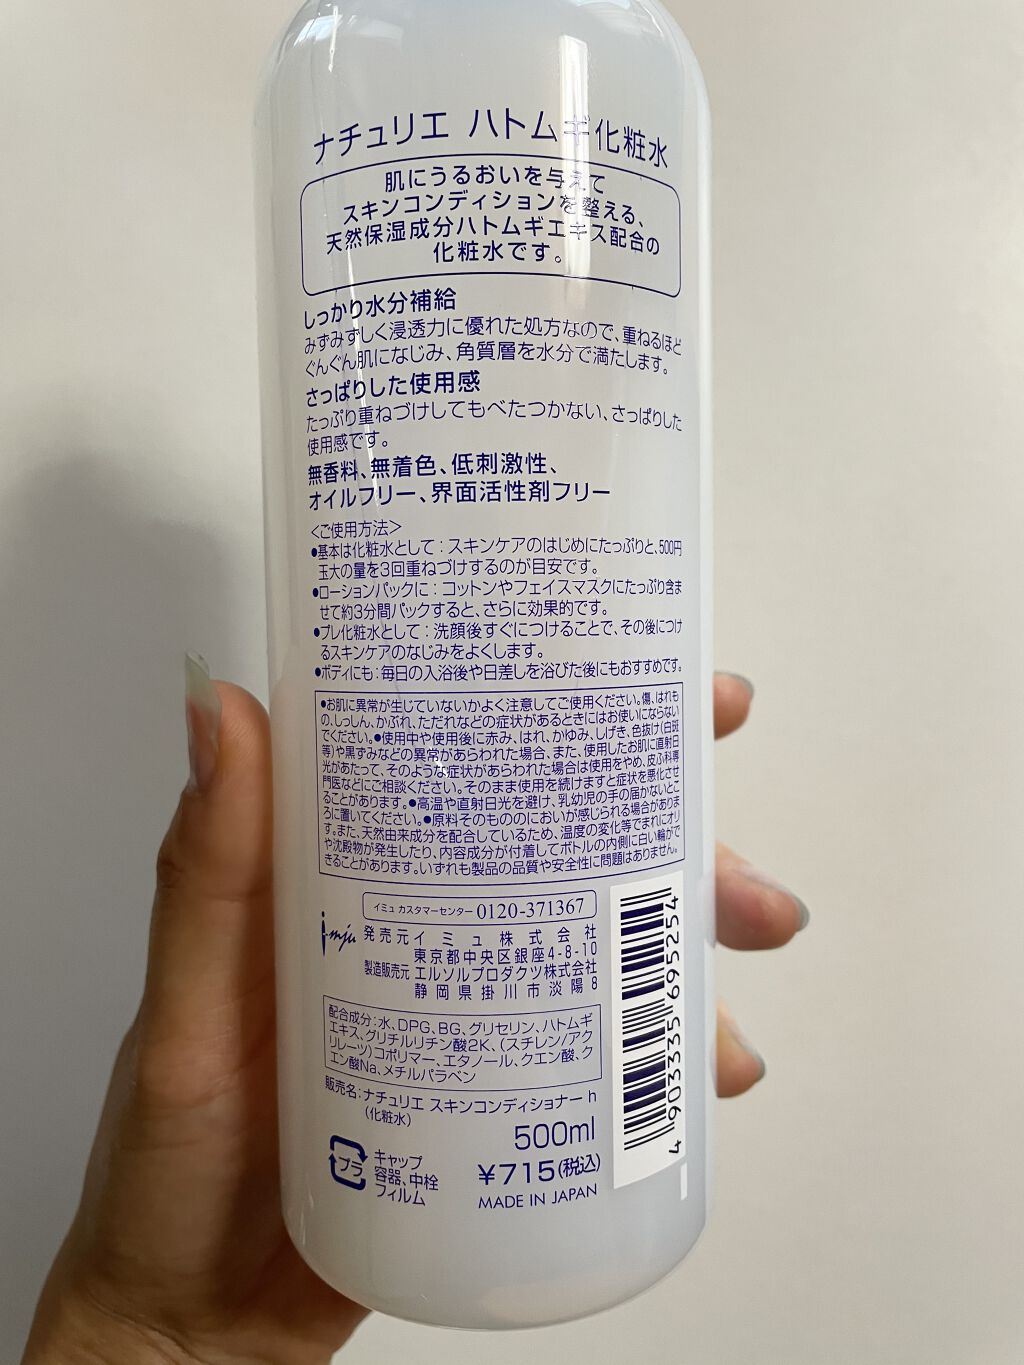 ナチュリエ ハトムギ化粧水
肌にうるおいを与えて
スキンコンディションを整える、
天然保湿成分ハトムギエキス配合の
化粧水です。
しっかり水分補給
みずみずしく浸透力に優れた処方なので、重ねるほど
ぐんぐん肌になじみ、角質層を水分で満たします。
さっぱりした使用感
たっぷり重ねづけしてもべたつかない、さっぱりした
使用感です。
無香料、無着色、低刺激性、
オイルフリー、界面活性剤フリー
<ご使用方法>
●基本は化粧水として：スキンケアのはじめにたっぷりと、500円
玉大の量を3回重ねづけするのが目安です。
●ローションパックに：コットンやフェイスマスクにたっぷり含ま
せて約3分間パックすると、さらに効果的です。
●プレ化粧水として：洗顔後すぐにつけることで、その後につけ
るスキンケアのなじみをよくします。
●ボディにも：毎日の入浴後や日差しを浴びた後にもおすすめです。
●お肌に異常が生じていないかよく注意してご使用ください。傷、はれも
の、しっしん、かぶれ、ただれなどの症状があるときにはお使いにならない
でください。●使用中や使用後に赤み、はれ、かゆみ、しげき、色抜け(白斑
等)や黒ずみなどの異常があらわれた場合、また、使用したお肌に直射日
光があたって、そのような症状があらわれた場合は使用をやめ、皮ふ科専
門医などにご相談ください。そのまま使用を続けますと症状を悪化させ
ることがあります。●高温や直射日光を避け、乳幼児の手の届かないとこ
ろに置いてください。●原料そのもののにおいが感じられる場合がありま
す。また、天然由来成分を配合しているため、温度の変化等でまれにオリ
や沈殿物が発生したり、内容成分が付着してボトルの内側に白い輪がで
きることがあります。いずれも製品の品質や安全性に問題はありません。
イミュ カスタマーセンター 0120-371367
i-mju 発売元 イミュ株式会社
東京都中央区銀座4-8-10
製造販売元 エルソルプロダクツ株式会社
静岡県掛川市淡陽8
配合成分：水、DPG、BG、グリセリン、ハトムギ
エキス、グリチルリチン酸2K、(スチレン/アク
リレーツ)コポリマー、エタノール、クエン酸、ク
エン酸Na、メチルパラベン
販売名：ナチュリエ スキンコンディショナー h
(化粧水)
500ml
¥715(税込)
MADE IN JAPAN
プラ
キャップ
容器、中栓
フィルム
4 903335 695254